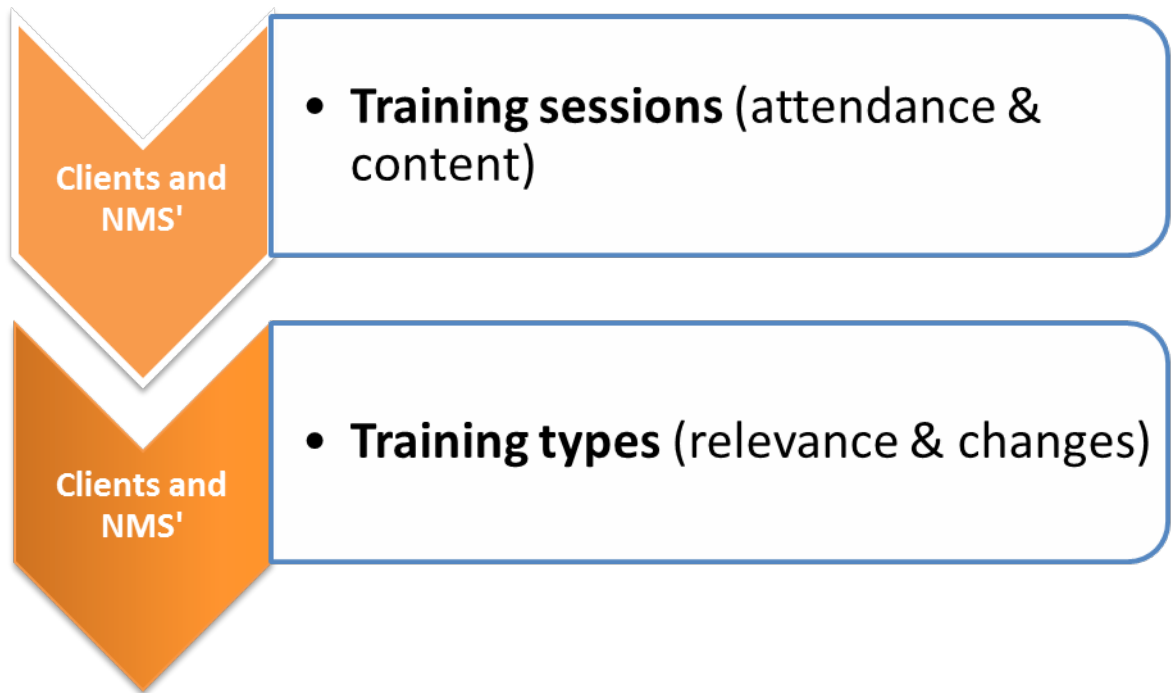 Clients and
NMS'
• Training sessions (attendance &
content)
Clients and
NMS'
• Training types (relevance & changes)